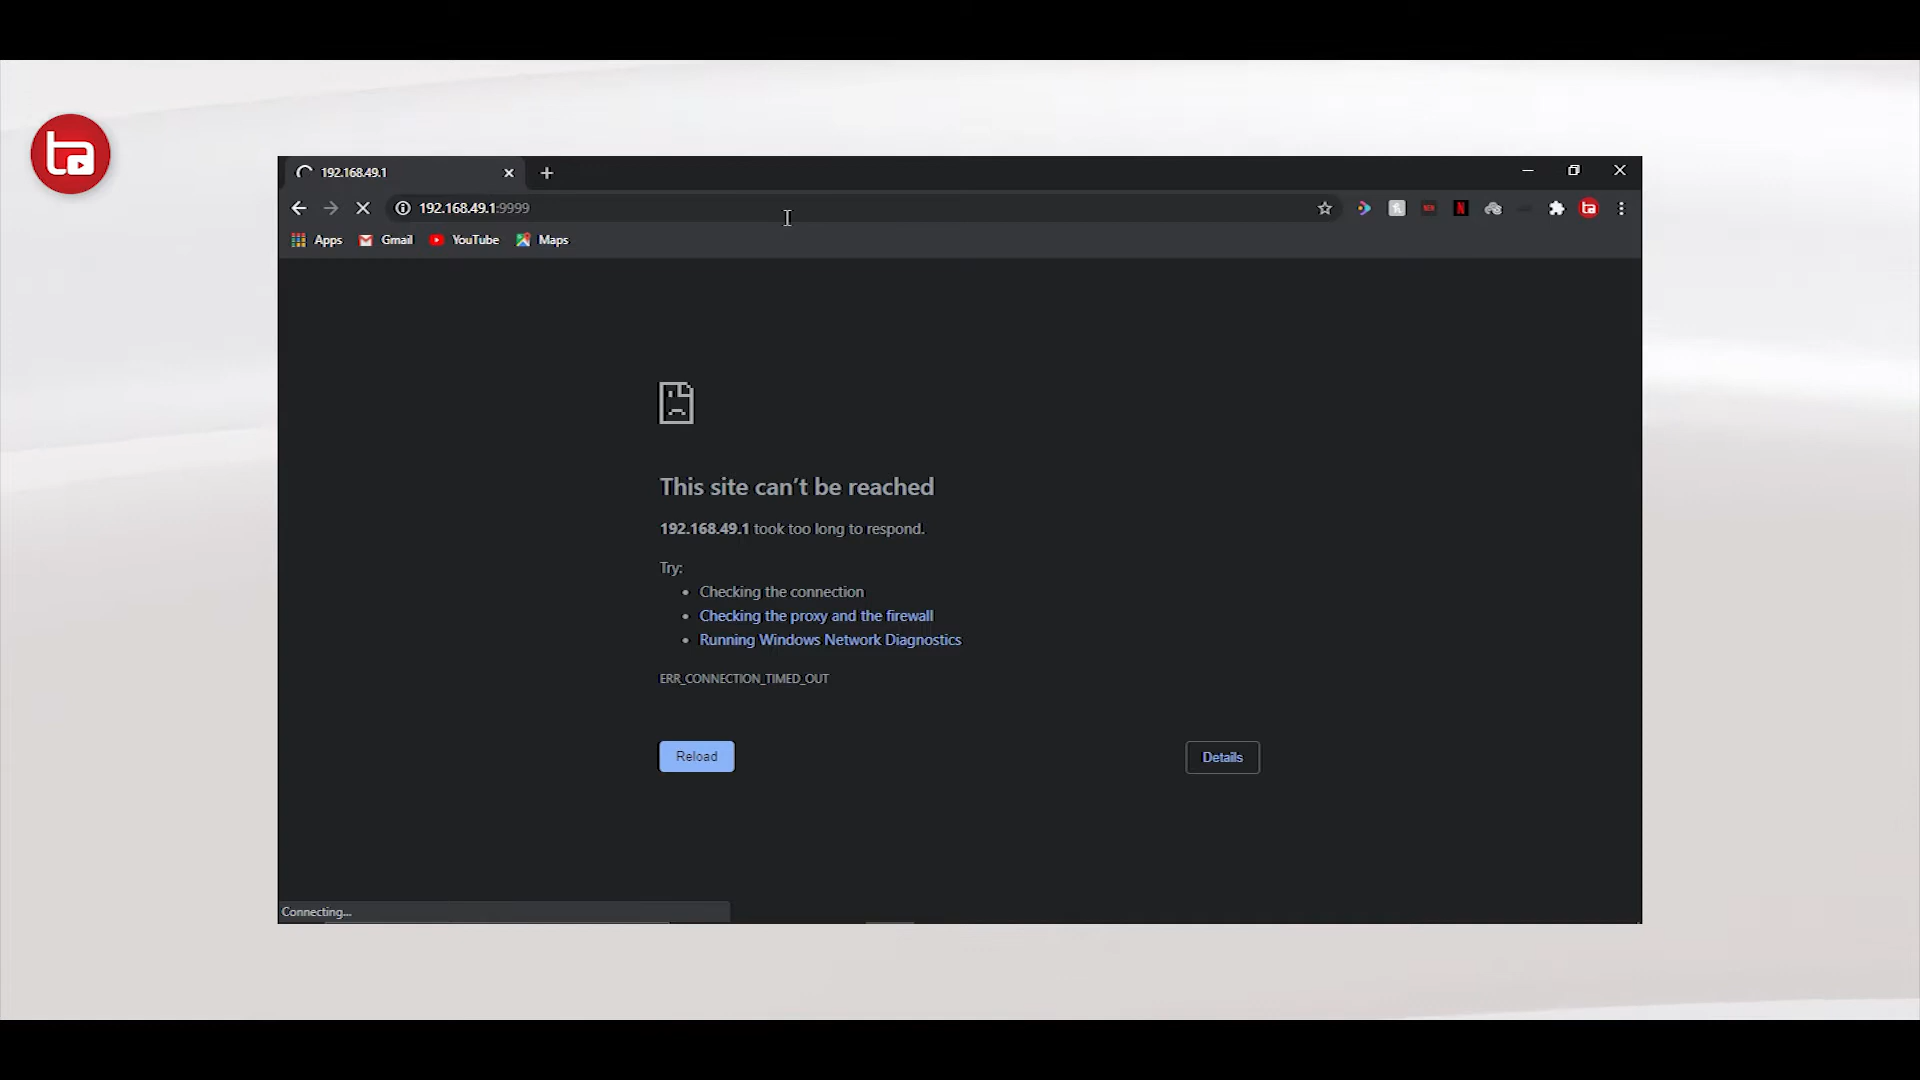 ta
192.168.49.1
192.168.49.1:9999
Apps Gmail YouTube Maps
This site can't be reached
192.168.49.1 took too long to respond.
Try:
Checking the connection
Checking the proxy and the firewall
Running Windows Network Diagnostics
ERR_CONNECTION_TIMED_OUT
Reload Details
Connecting...